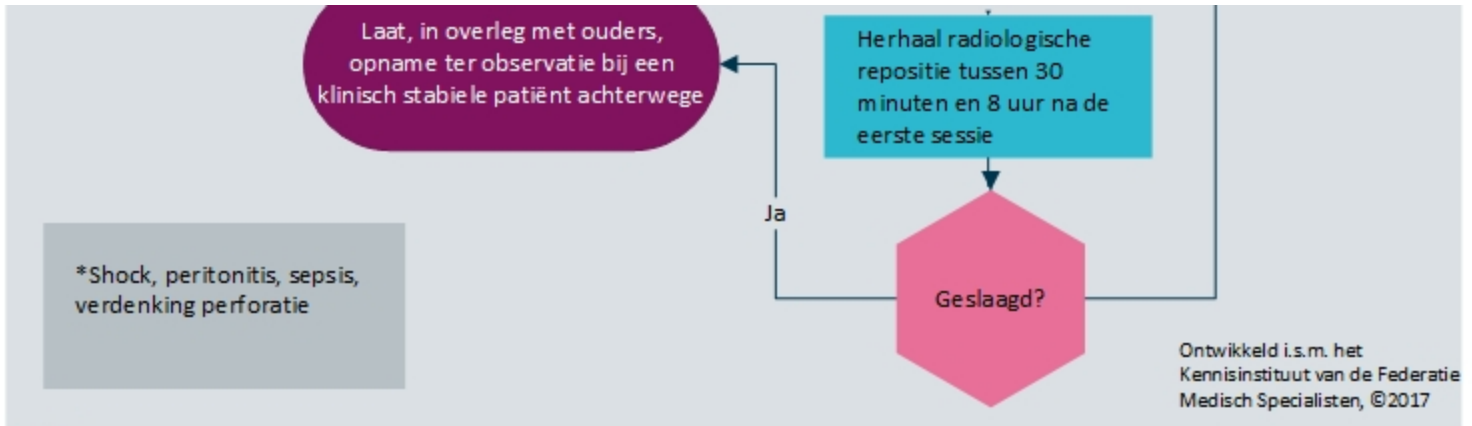 Laat, in overleg met ouders,
opname ter observatie bij een
klinisch stabiele patiënt achterwege
Herhaal radiologische
repositie tussen 30
minuten en 8 uur na de
eerste sessie
Ja
*Shock, peritonitis, sepsis,
verdenking perforatie
Geslaagd?
Ontwikkeld i.s.m. het
Kennisinstituut van de Federatie
Medisch Specialisten, ©2017